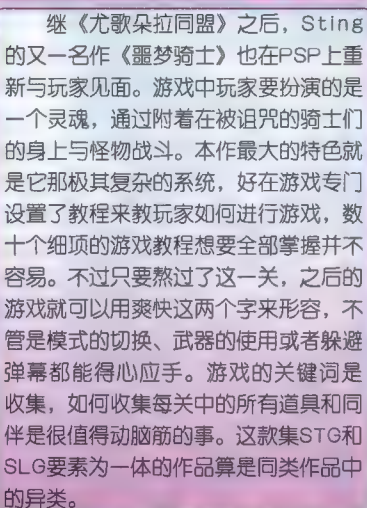 继《尤歌朵拉同盟》之后，Sting
的又一名作《噩梦骑士》也在PSP上重
新与玩家见面。游戏中玩家要扮演的是
一个灵魂，通过附着在被诅咒的骑士们
的身上与怪物战斗。本作最大的特色就
是它那极其复杂的系统，好在游戏专门
设置了教程来教玩家如何进行游戏，数
十个细项的游戏教程想要全部掌握并不
容易。不过只要熬过了这一关，之后的
游戏就可以用爽快这两个字来形容，不
管是模式的切换、武器的使用或者躲避
弹幕都能得心应手。游戏的关键词是
收集，如何收集每关中的所有道具和同
伴是很值得动脑筋的事。这款集STG和
SLG要素为一体的作品算是同类作品中
的异类。